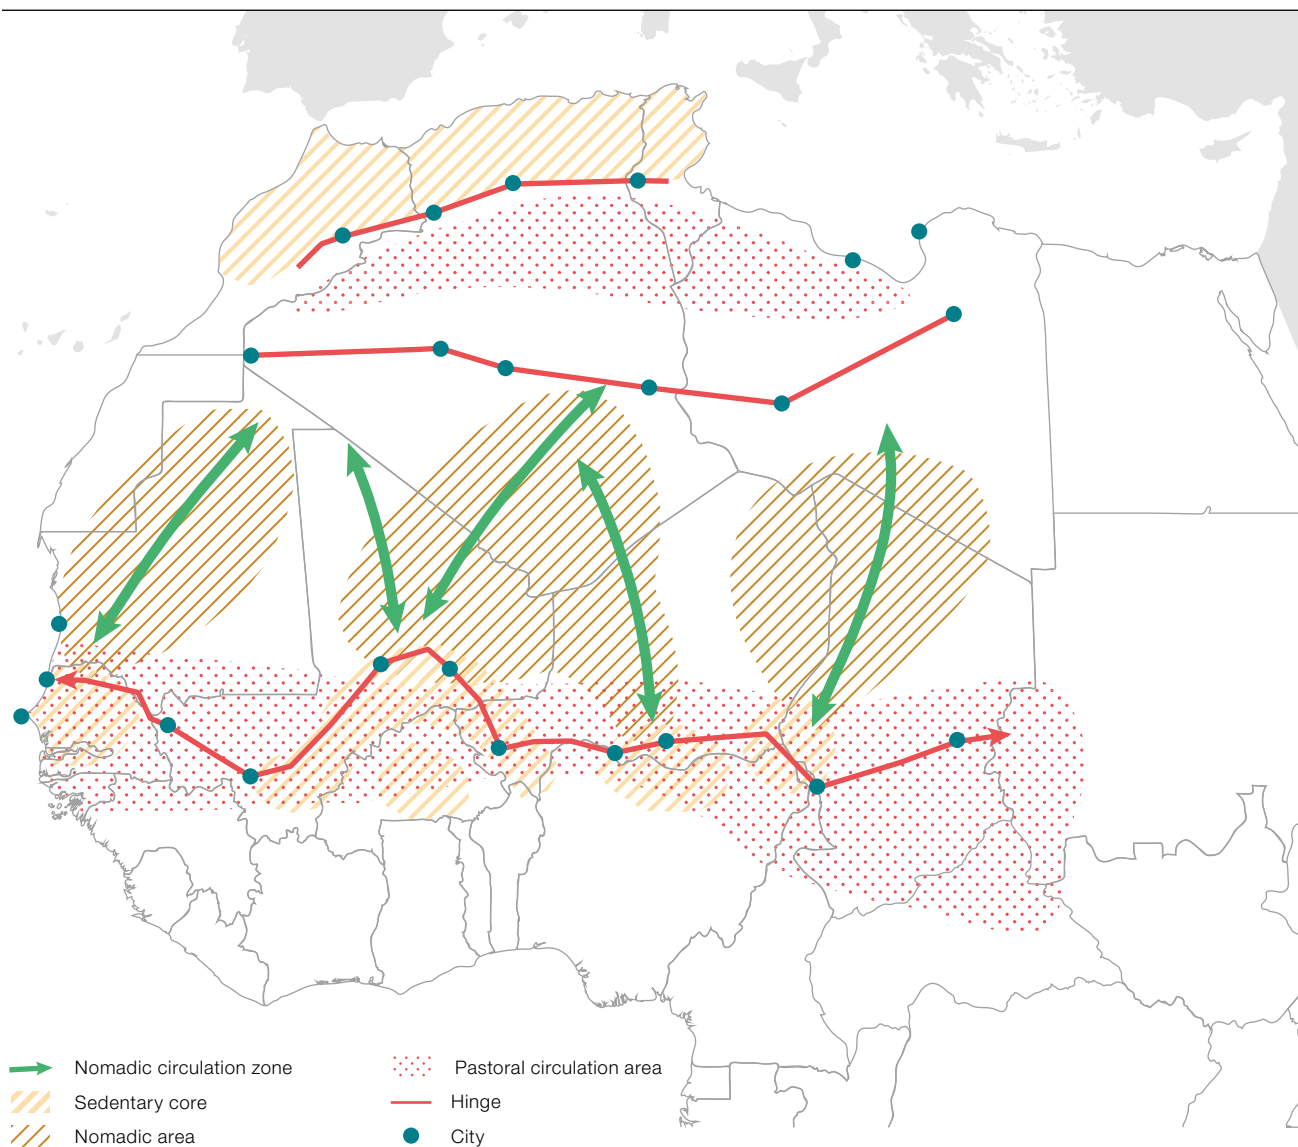 Nomadic circulation zone
Sedentary core
Nomadic area
Pastoral circulation area
Hinge
City